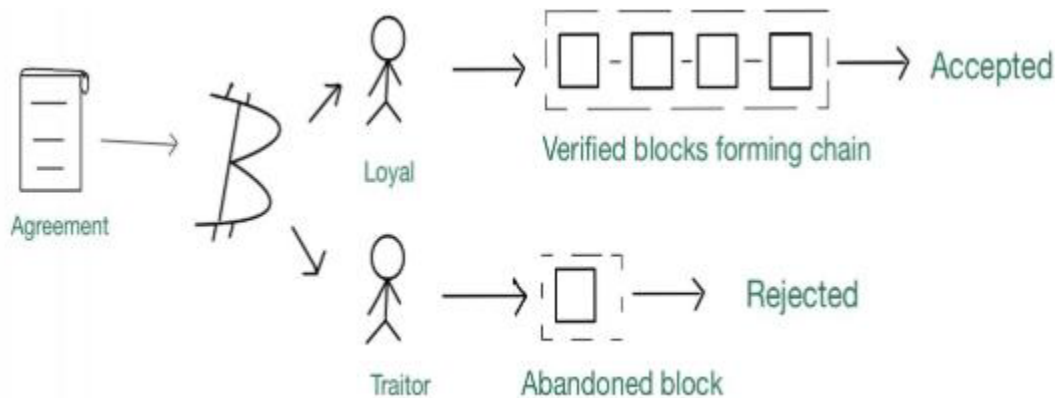 Agreement
Loyal
Verified blocks forming chain
Accepted
Traitor
Abandoned block
Rejected